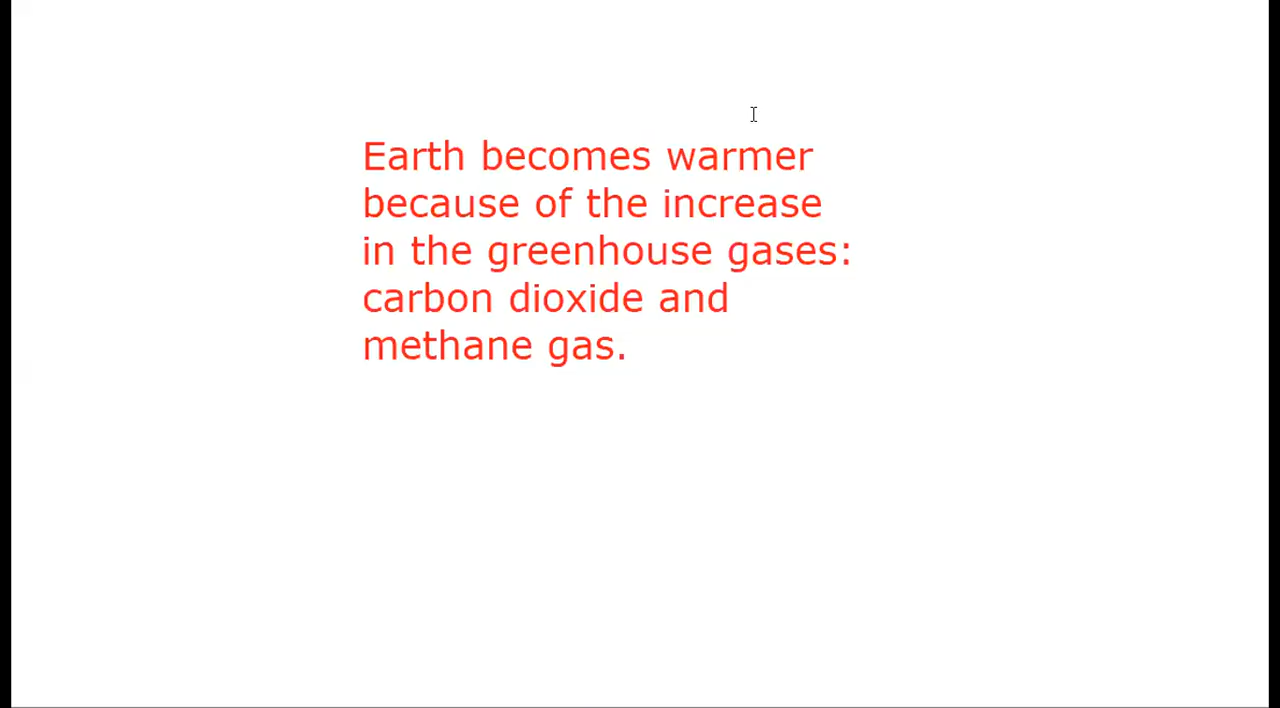 Earth becomes warmer
because of the increase
in the greenhouse gases:
carbon dioxide and
methane gas.